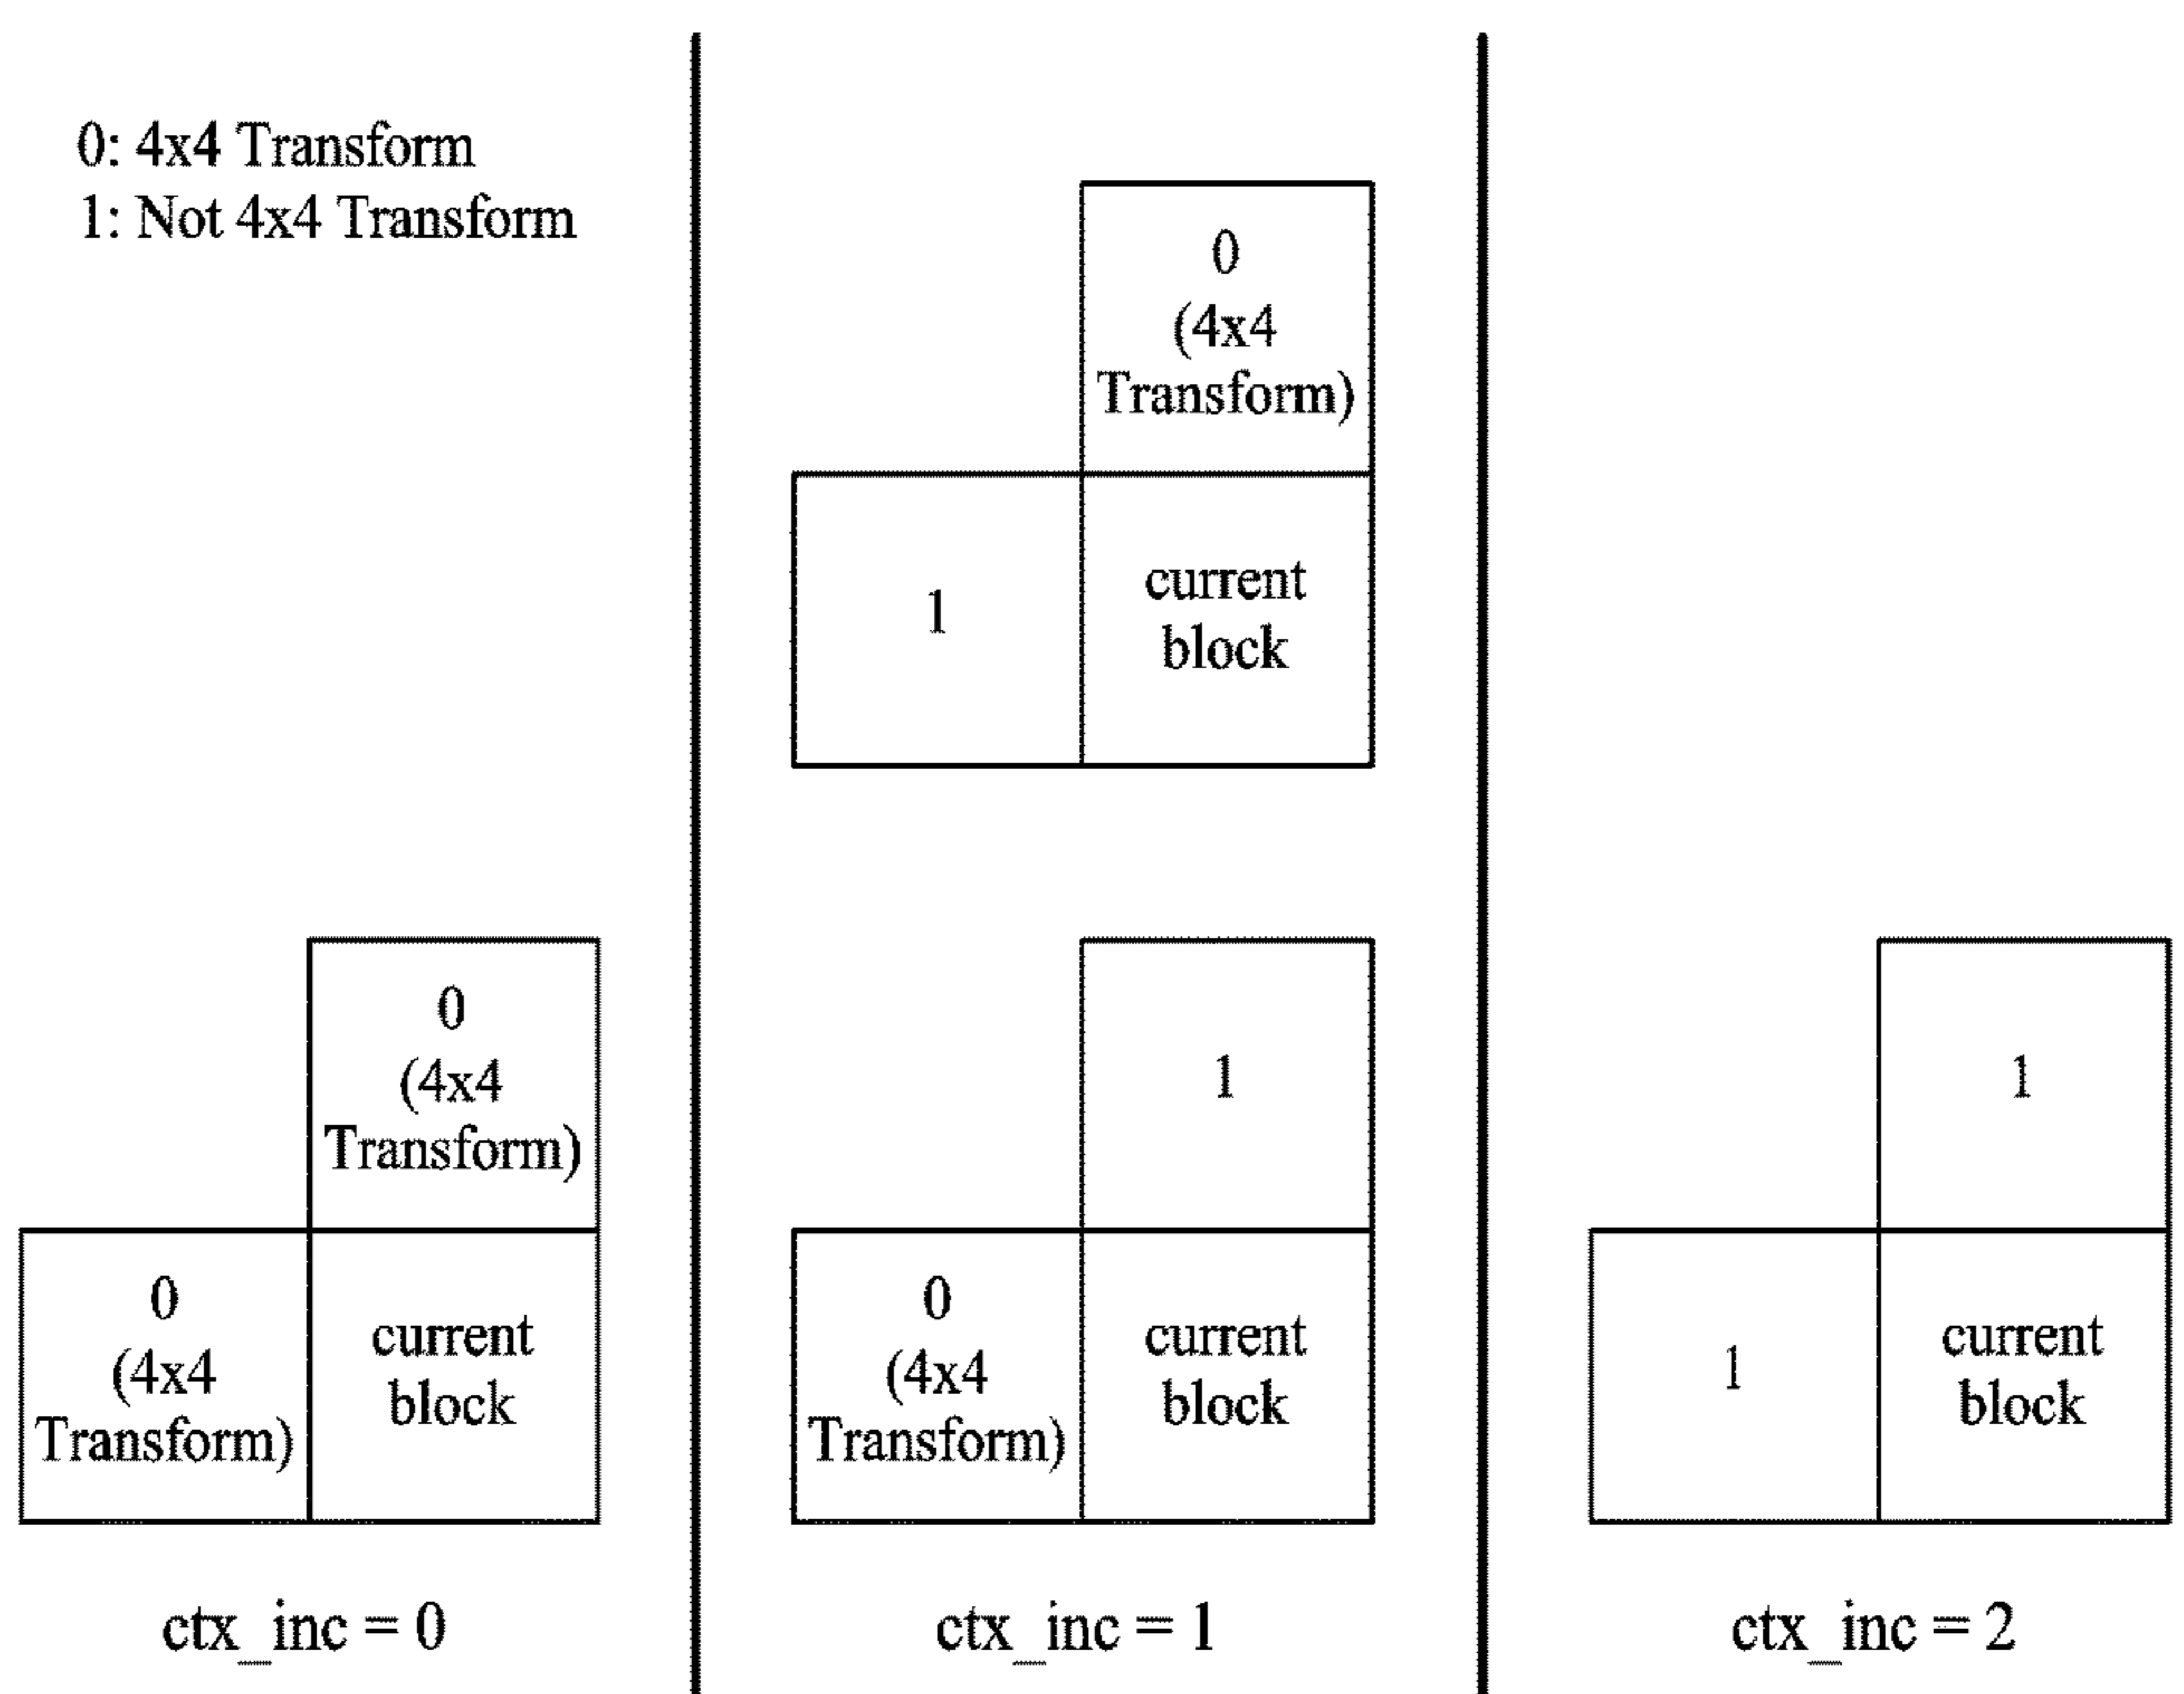 0: 4x4 Transform
1: Not 4x4 Transform
0
(4x4
Transform)
0
(4x4
Transform)
current
block
ctx_inc = 0
0
(4x4
Transform)
1
current
block
1
0
(4x4
Transform)
current
block
ctx_inc = 1
1
1
current
block
ctx_inc = 2